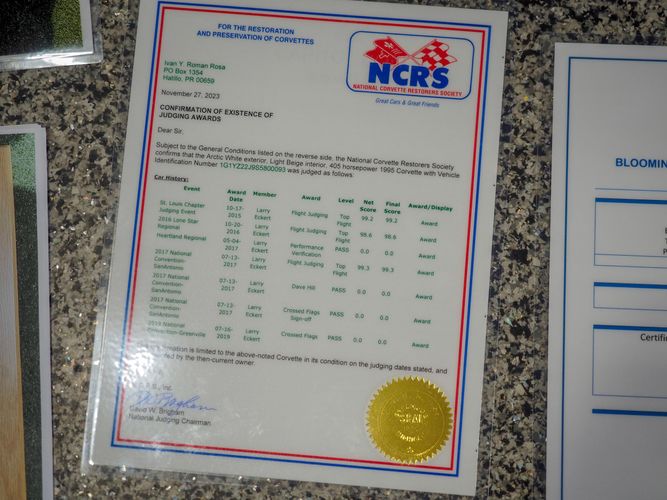 FOR THE RESTORATION
AND PRESERVATION OF CORVETTES
NCRS
NATIONAL CORVETTE RESTORERS SOCIETY
Great Cars & Great Friends
Ivan Y. Roman Rosa
PO Box 1354
Hatillo, PR 00659
November 27, 2023
CONFIRMATION OF EXISTENCE OF
JUDGING AWARDS
Dear Sir:
Subject to the General Conditions listed on the reverse side, the National Corvette Restorers Society
confirms that the Arctic White exterior, Light Beige interior, 405 horsepower 1995 Corvette with Vehicle
Identification Number 1G1YZ22J9S5800093 was judged as follows:
Car History:
Event Award Date Member Award Level Net Score Final Score Award/Display
St. Louis Chapter Judging Event 10-17-2015 Larry Eckert Flight Judging Top Flight 99.2 99.2 Award
2016 Lone Star Regional 10-20-2016 Larry Eckert Flight Judging Top Flight 98.6 98.6 Award
Heartland Regional 05-04-2017 Larry Eckert Performance Verification PASS 0.0 0.0 Award
2017 National Convention-SanAntonio 07-13-2017 Larry Eckert Flight Judging Top Flight 99.3 99.3 Award
2017 National Convention-SanAntonio 07-13-2017 Larry Eckert Dave Hill PASS 0.0 0.0 Award
2017 National Convention-SanAntonio 07-13-2017 Larry Eckert Crossed Flags Sign-off PASS 0.0 0.0 Award
2019 National Convention-Greenville 07-16-2019 Larry Eckert Crossed Flags PASS 0.0 0.0 Award
is limited to the above-noted Corvette in its condition on the judging dates stated, and
by the then-current owner.
Inc.
David W. Brigham
National Judging Chairman
BLOOMIN
Certific